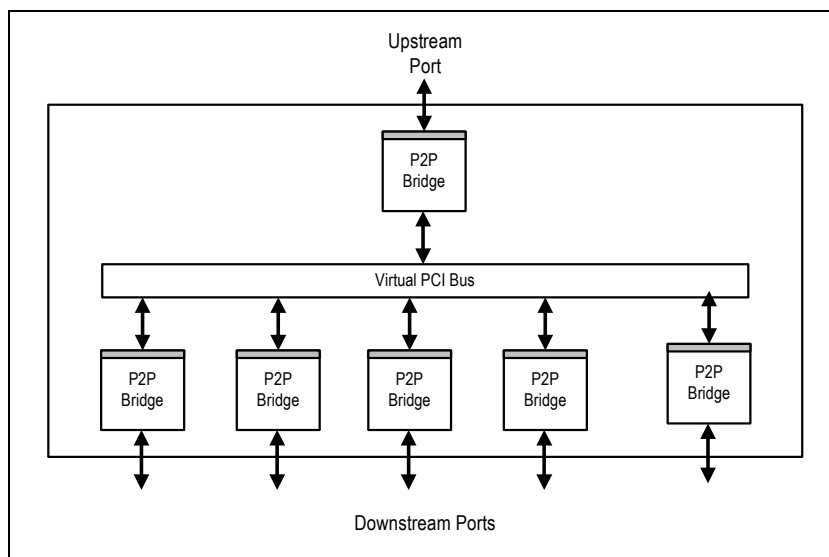 Upstream
Port
P2P
Bridge
Virtual PCI Bus
P2P
Bridge
P2P
Bridge
P2P
Bridge
P2P
Bridge
P2P
Bridge
Downstream Ports